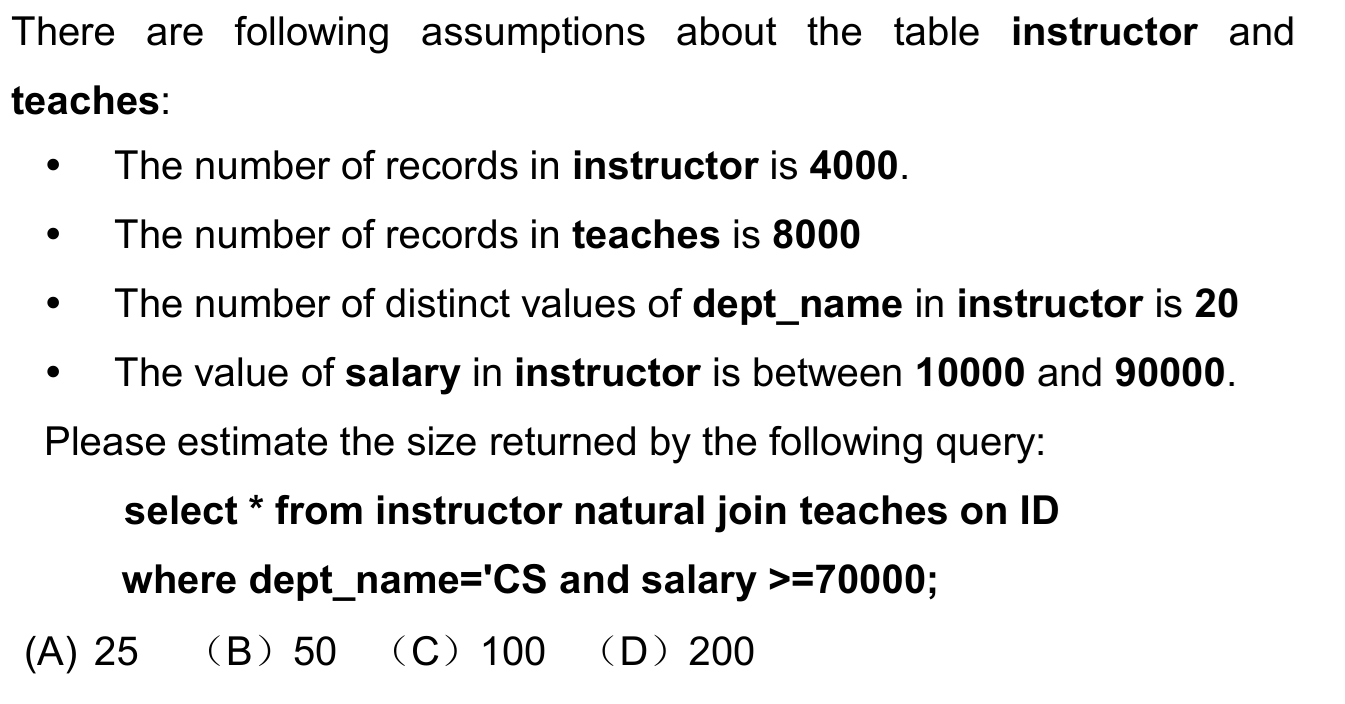 There are following assumptions about the table instructor and
teaches:
• The number of records in instructor is 4000.
• The number of records in teaches is 8000
• The number of distinct values of dept_name in instructor is 20
• The value of salary in instructor is between 10000 and 90000.
Please estimate the size returned by the following query:
select * from instructor natural join teaches on ID
where dept_name='CS and salary >=70000;
(A) 25 （B）50 （C）100 （D）200